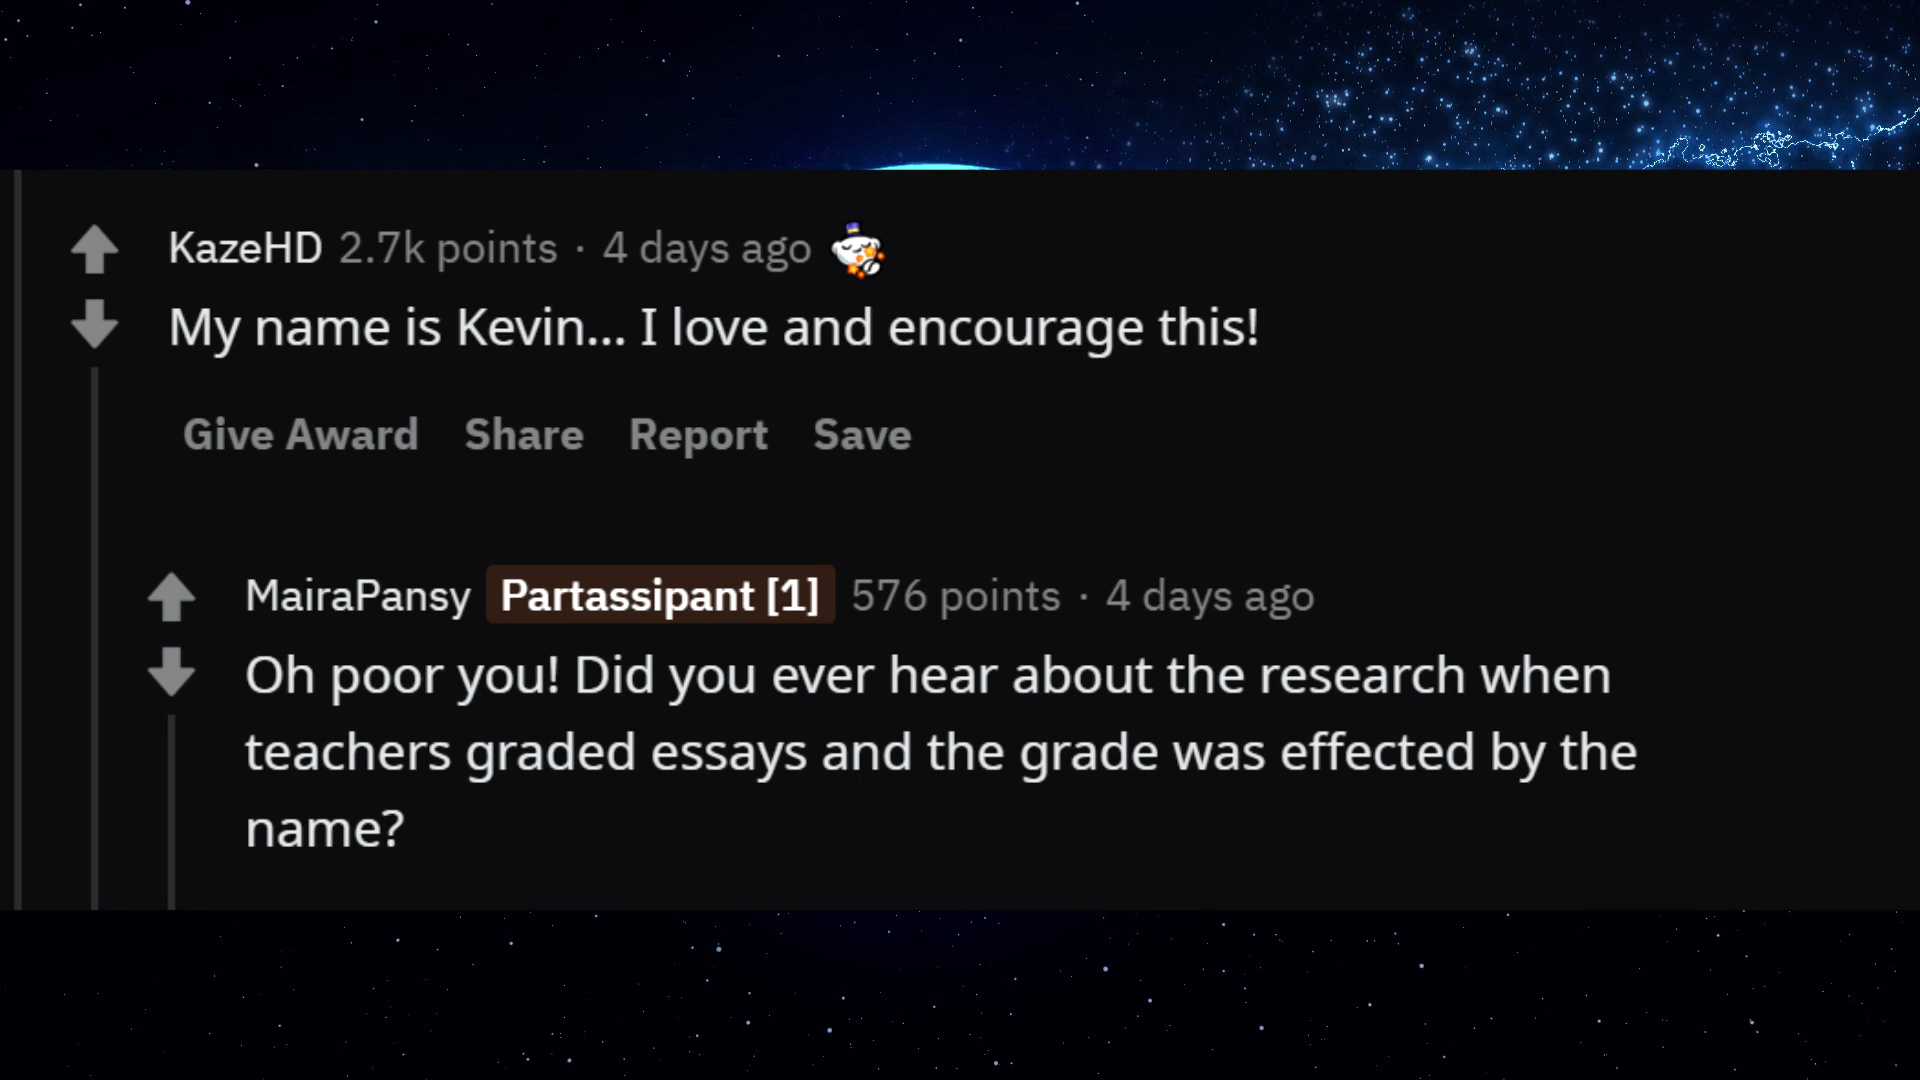 KazeHD 2.7k points · 4 days ago
My name is Kevin... I love and encourage this!
Give Award Share Report Save
MairaPansy Partassipant [1] 576 points · 4 days ago
Oh poor you! Did you ever hear about the research when
teachers graded essays and the grade was effected by the
name?